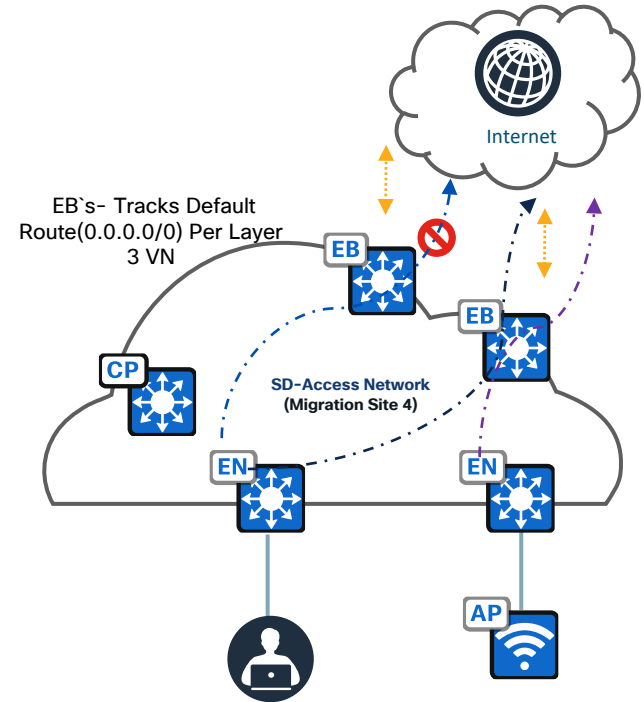 Internet
EB`s- Tracks Default
Route(0.0.0.0/0) Per Layer
3 VN
EB
EB
CP
SD-Access Network
(Migration Site 4)
EN
EN
AP